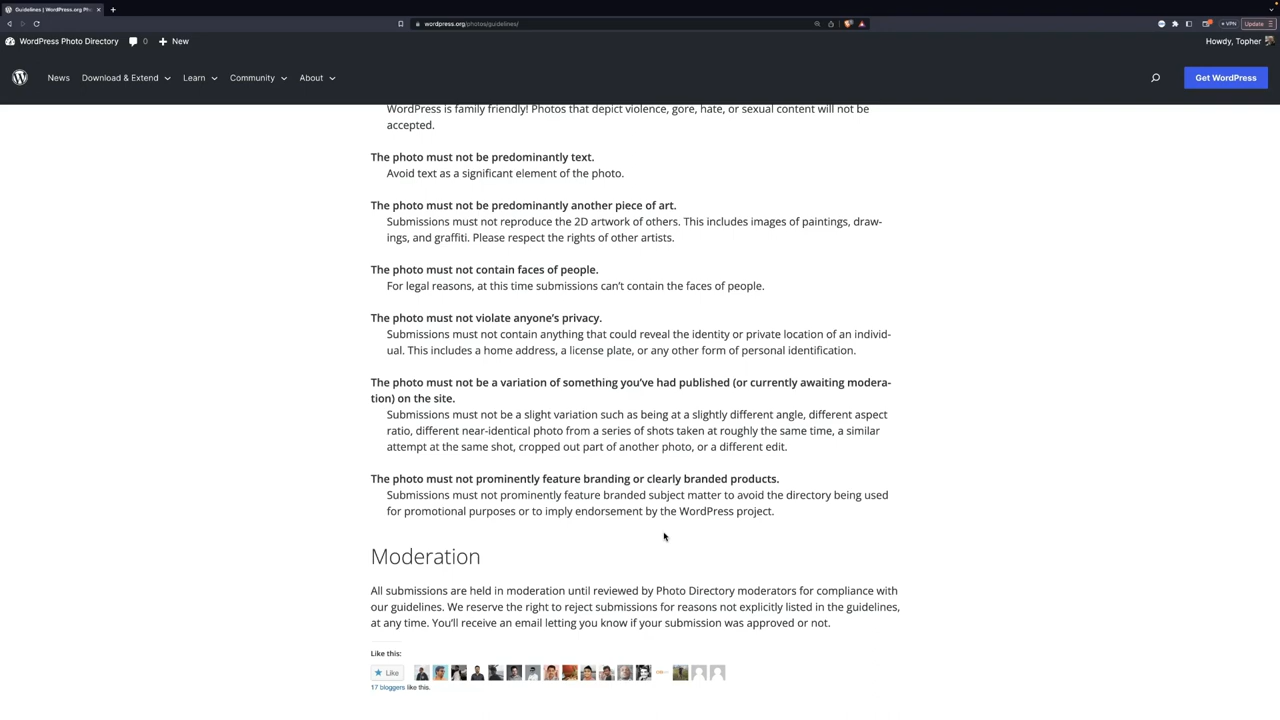 Guidelines | WordPress.org Pho
wordpress.org/photos/guidelines/
VPN
Update
WordPress Photo Directory 0 New
Howdy, Topher
News Download & Extend Learn Community About
Get WordPress
WordPress is family friendly! Photos that depict violence, gore, hate, or sexual content will not be
accepted.
The photo must not be predominantly text.
Avoid text as a significant element of the photo.
The photo must not be predominantly another piece of art.
Submissions must not reproduce the 2D artwork of others. This includes images of paintings, draw-
ings, and graffiti. Please respect the rights of other artists.
The photo must not contain faces of people.
For legal reasons, at this time submissions can't contain the faces of people.
The photo must not violate anyone's privacy.
Submissions must not contain anything that could reveal the identity or private location of an individ-
ual. This includes a home address, a license plate, or any other form of personal identification.
The photo must not be a variation of something you've had published (or currently awaiting modera-
tion) on the site.
Submissions must not be a slight variation such as being at a slightly different angle, different aspect
ratio, different near-identical photo from a series of shots taken at roughly the same time, a similar
attempt at the same shot, cropped out part of another photo, or a different edit.
The photo must not prominently feature branding or clearly branded products.
Submissions must not prominently feature branded subject matter to avoid the directory being used
for promotional purposes or to imply endorsement by the WordPress project.
Moderation
All submissions are held in moderation until reviewed by Photo Directory moderators for compliance with
our guidelines. We reserve the right to reject submissions for reasons not explicitly listed in the guidelines,
at any time. You'll receive an email letting you know if your submission was approved or not.
Like this:
Like
17 bloggers like this.